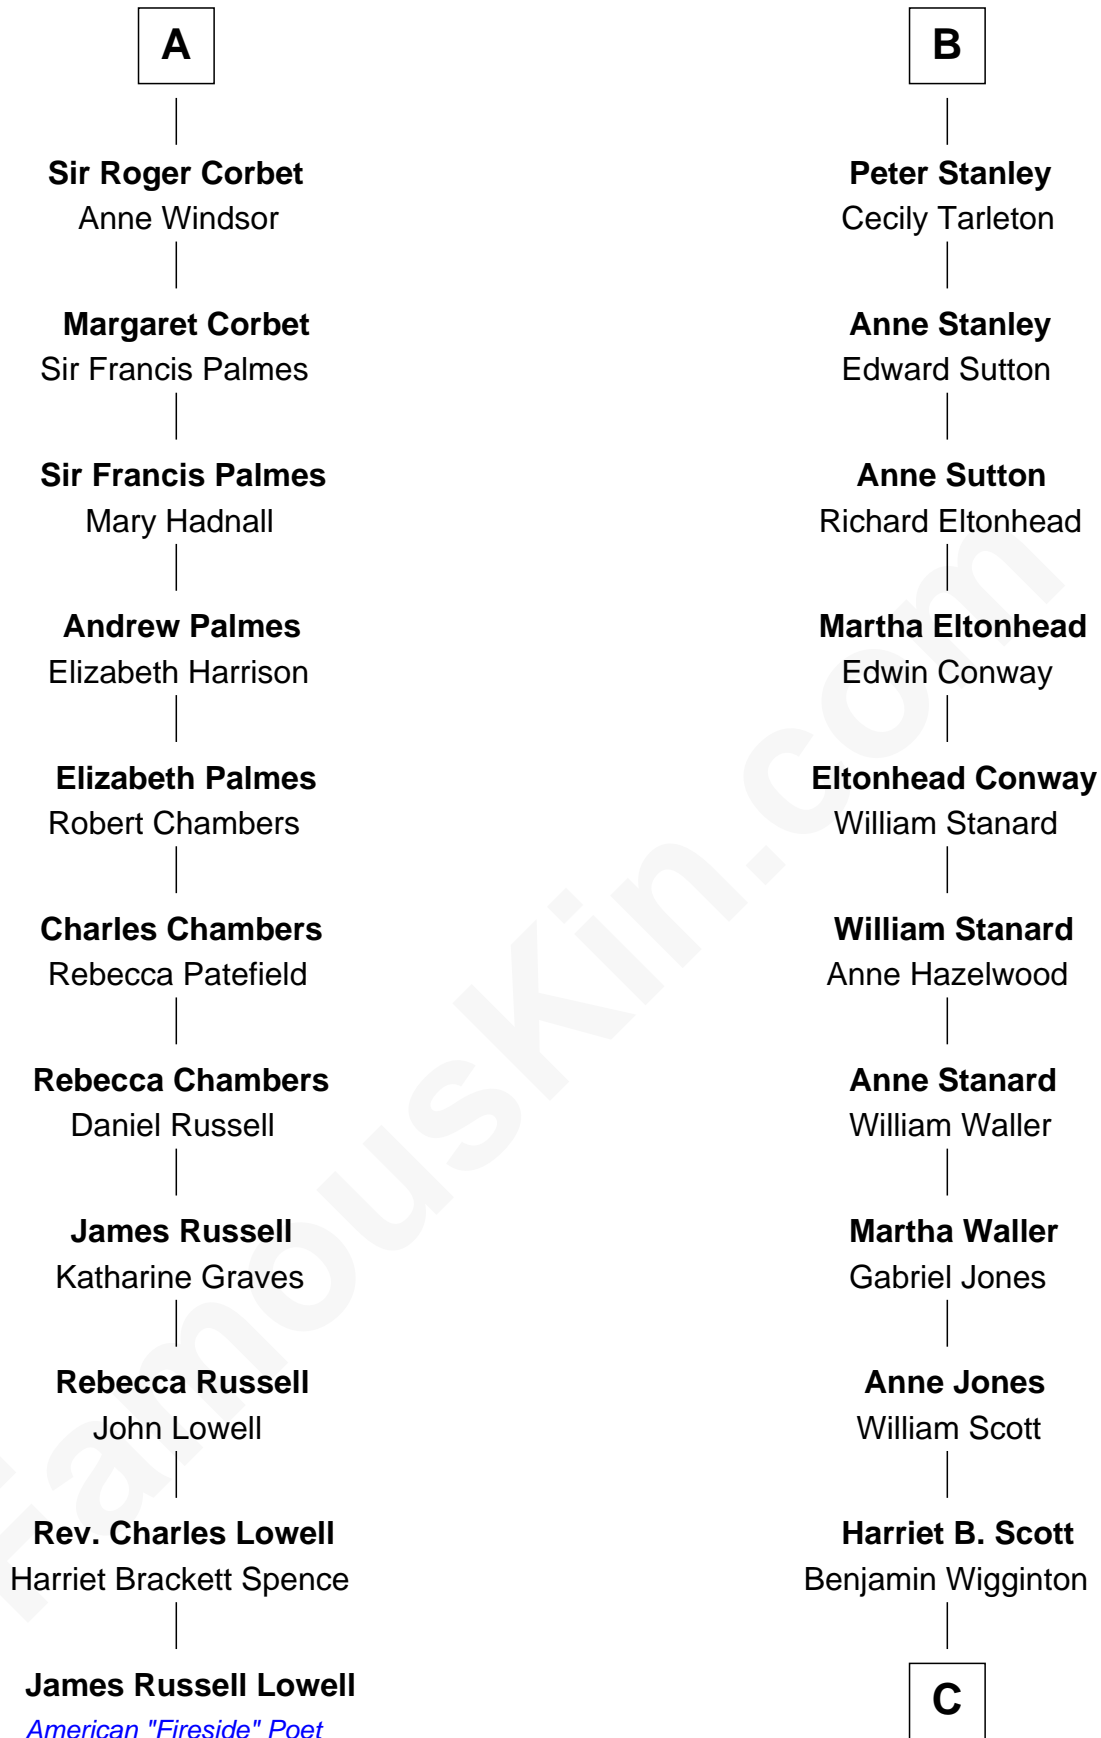 A
Sir Roger Corbet
Anne Windsor
Margaret Corbet
Sir Francis Palmes
Sir Francis Palmes
Mary Hadnall
Andrew Palmes
Elizabeth Harrison
Elizabeth Palmes
Robert Chambers
Charles Chambers
Rebecca Patefield
Rebecca Chambers
Daniel Russell
James Russell
Katharine Graves
Rebecca Russell
John Lowell
Rev. Charles Lowell
Harriet Brackett Spence
James Russell Lowell
American "Fireside" Poet
B
Peter Stanley
Cecily Tarleton
Anne Stanley
Edward Sutton
Anne Sutton
Richard Eltonhead
Martha Eltonhead
Edwin Conway
Eltonhead Conway
William Stanard
William Stanard
Anne Hazelwood
Anne Stanard
William Waller
Martha Waller
Gabriel Jones
Anne Jones
William Scott
Harriet B. Scott
Benjamin Wigginton
C
FamousKin.com